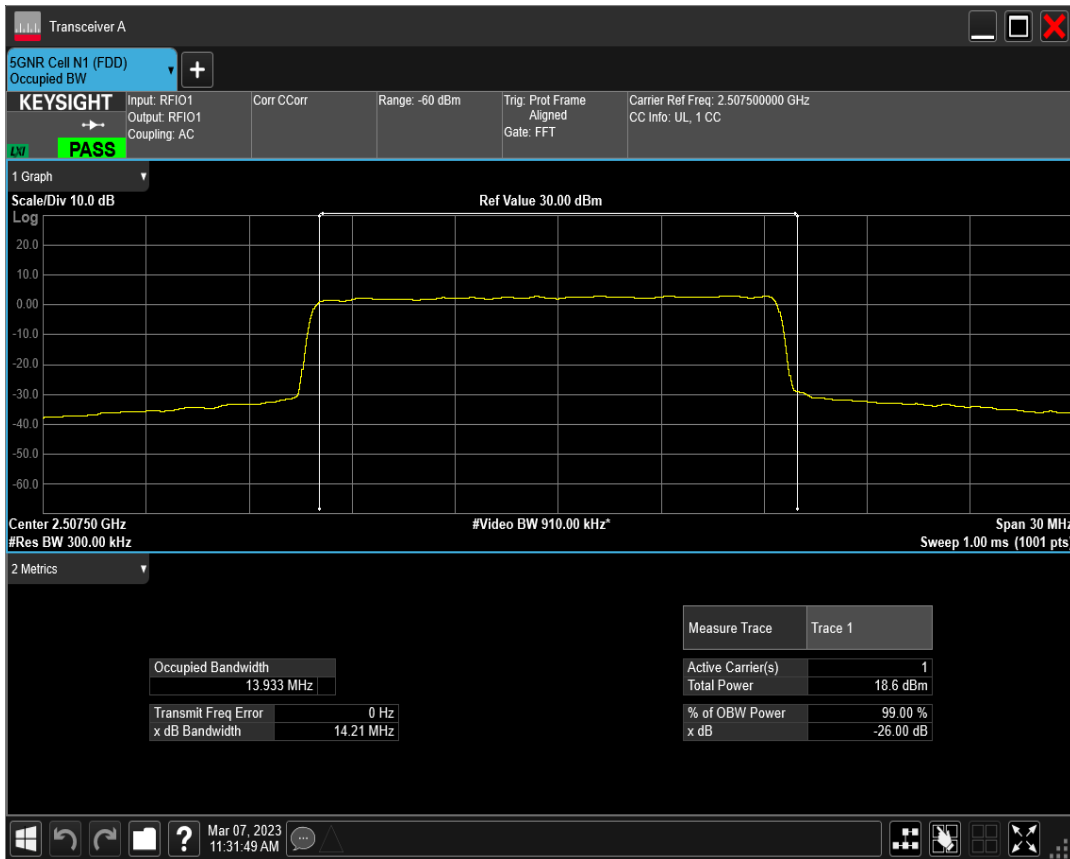 Transceiver A
5GNR Cell N1 (FDD)
Occupied BW
+
KEYSIGHT
LXI
PASS
Input: RFIO1
Output: RFIO1
Coupling: AC
Corr CCorr
Range: -60 dBm
Trig: Prot Frame
Aligned
Gate: FFT
Carrier Ref Freq: 2.507500000 GHz
CC Info: UL, 1 CC
1 Graph
Scale/Div 10.0 dB
Ref Value 30.00 dBm
Log
20.0
10.0
0.00
-10.0
-20.0
-30.0
-40.0
-50.0
-60.0
Center 2.50750 GHz
#Video BW 910.00 kHz*
Span 30 MHz
#Res BW 300.00 kHz
Sweep 1.00 ms (1001 pts)
2 Metrics
Measure Trace Trace 1
Occupied Bandwidth
13.933 MHz
Active Carrier(s) 1
Total Power 18.6 dBm
Transmit Freq Error 0 Hz
x dB Bandwidth 14.21 MHz
% of OBW Power 99.00 %
x dB -26.00 dB
?
Mar 07, 2023
11:31:49 AM